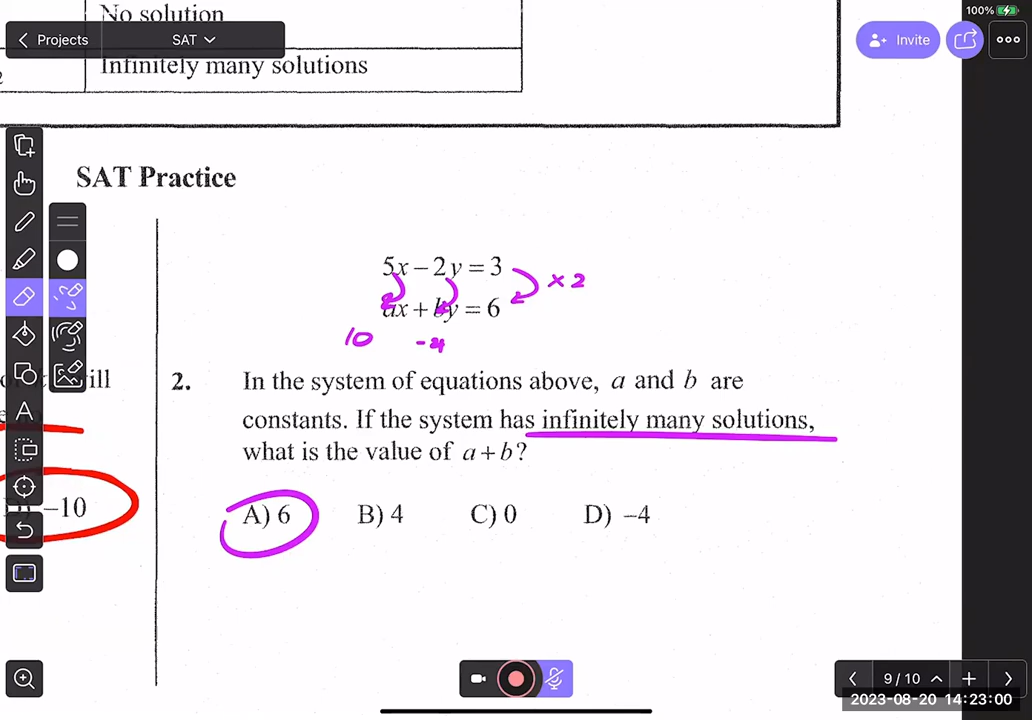 100%
No solution
Projects
SAT
Invite
2
Infinitely many solutions
SAT Practice
5x − 2y = 3
× 2
ax + by = 6
10
-4
ill
2.
In the system of equations above, a and b are
constants. If the system has infinitely many solutions,
what is the value of a + b?
−10
A) 6
B) 4
C) 0
D) −4
A
9 / 10
2023-08-20 14:23:00